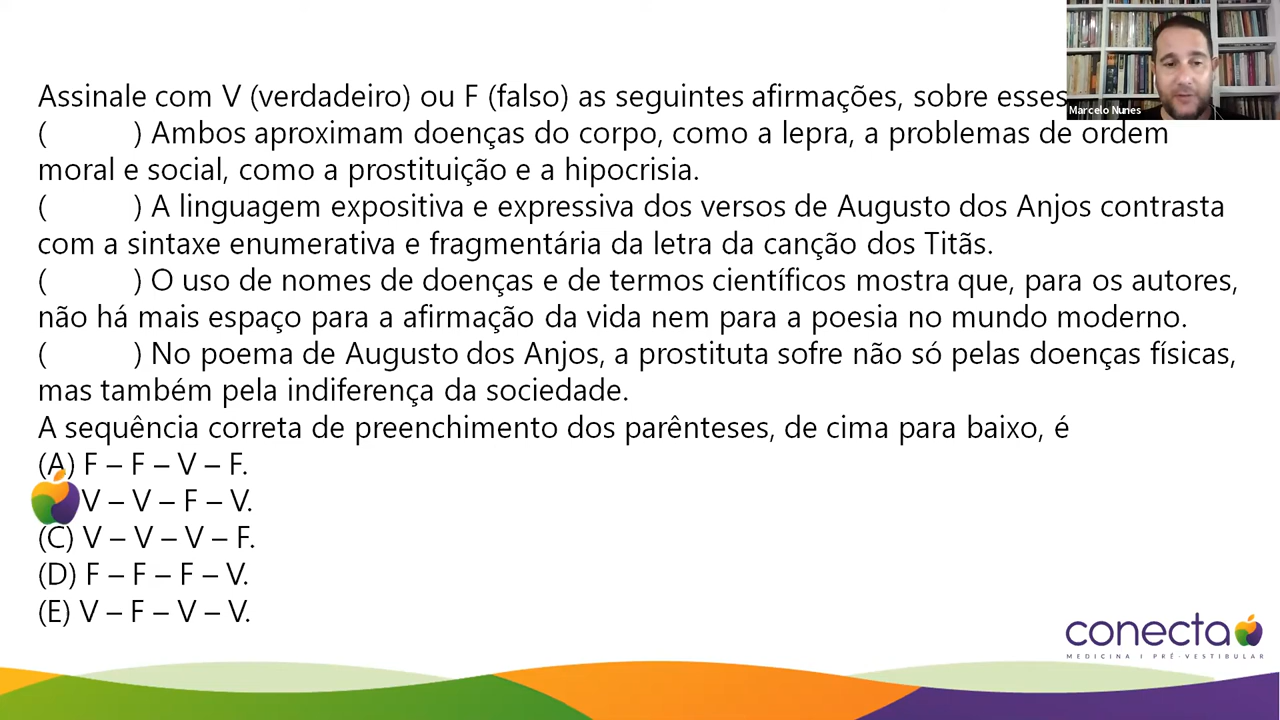 Assinale com V (verdadeiro) ou F (falso) as seguintes afirmações, sobre esses
Marcelo Nunes
( ) Ambos aproximam doenças do corpo, como a lepra, a problemas de ordem
moral e social, como a prostituição e a hipocrisia.
( ) A linguagem expositiva e expressiva dos versos de Augusto dos Anjos contrasta
com a sintaxe enumerativa e fragmentária da letra da canção dos Titãs.
( ) O uso de nomes de doenças e de termos científicos mostra que, para os autores,
não há mais espaço para a afirmação da vida nem para a poesia no mundo moderno.
( ) No poema de Augusto dos Anjos, a prostituta sofre não só pelas doenças físicas,
mas também pela indiferença da sociedade.
A sequência correta de preenchimento dos parênteses, de cima para baixo, é
(A) F – F – V – F.
V – V – F – V.
(C) V – V – V – F.
(D) F – F – F – V.
(E) V – F – V – V.
conecta
MEDICINA | PRÉ-VESTIBULAR